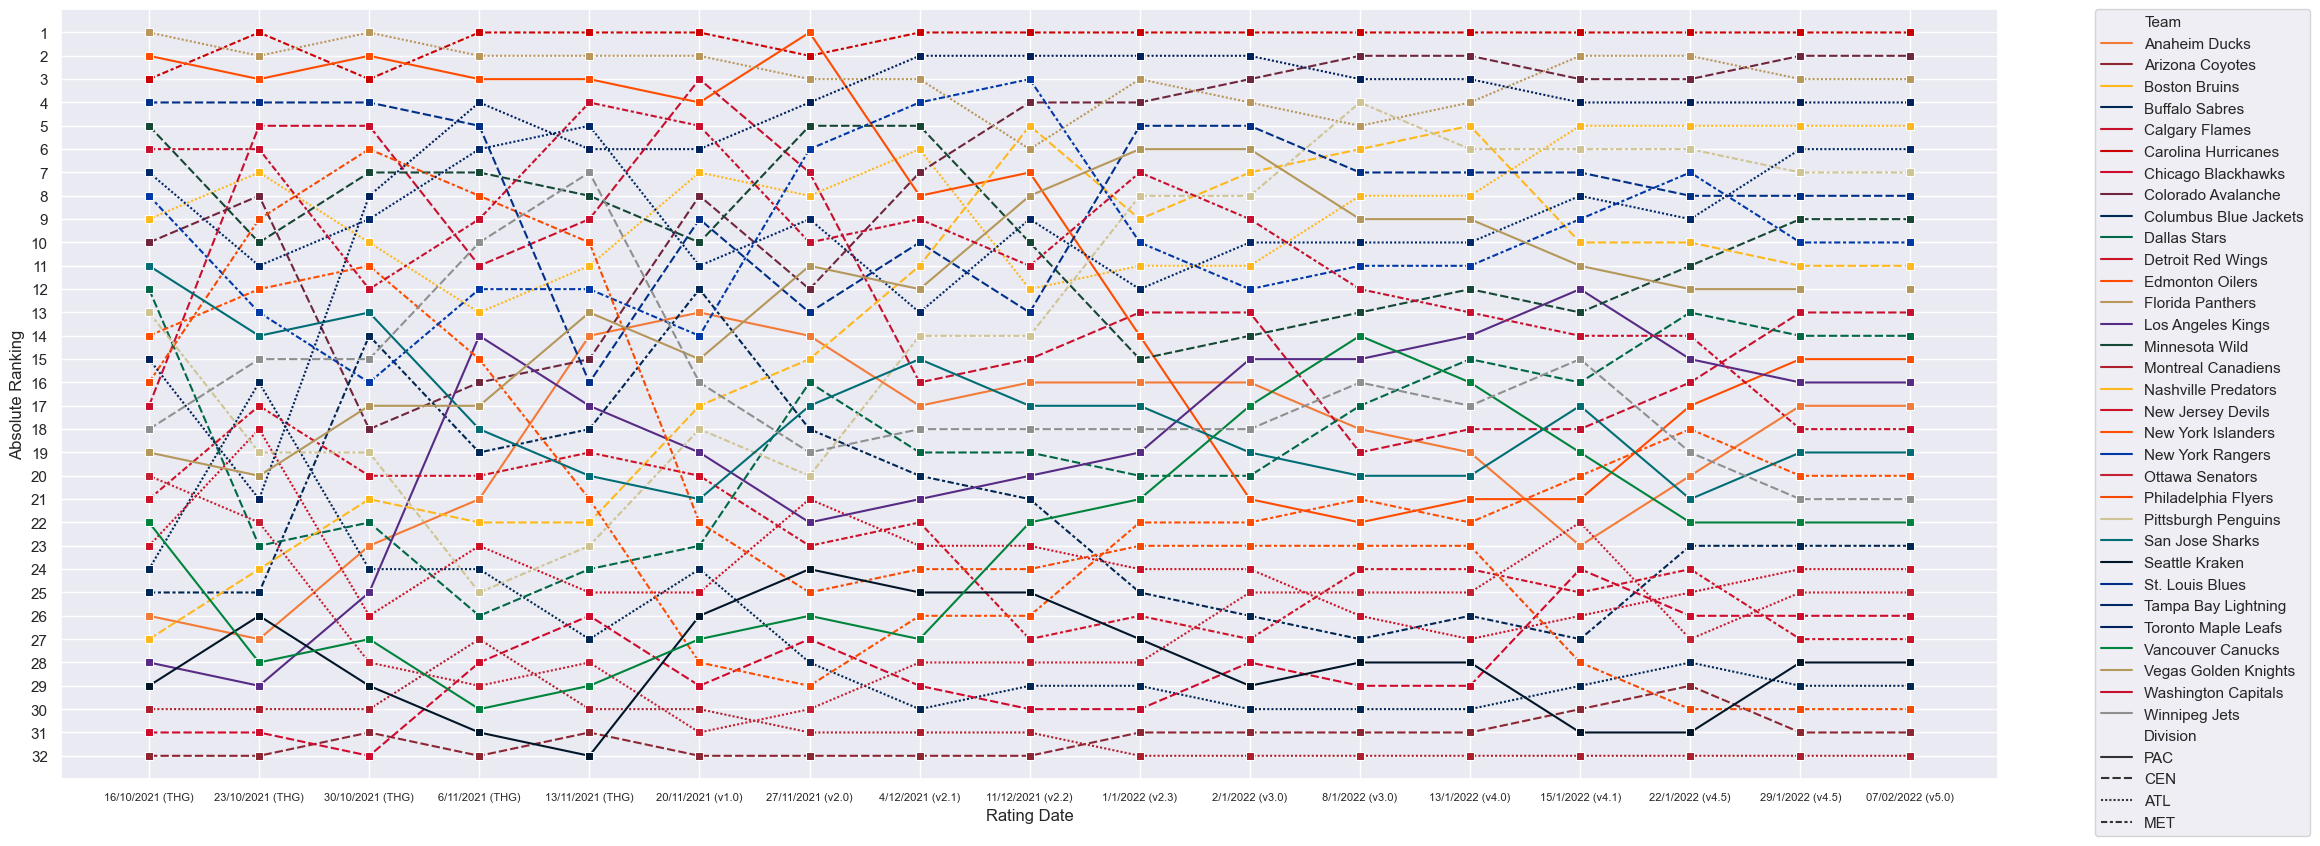 1
2
3
4
5
6
7
8
9
10
11
12
13
14
15
16
17
18
19
20
21
22
23
24
25
26
27
28
29
30
31
32
Absolute Ranking
16/10/2021 (THG) 23/10/2021 (THG) 30/10/2021 (THG) 6/11/2021 (THG) 13/11/2021 (THG) 20/11/2021 (v1.0) 27/11/2021 (v2.0) 4/12/2021 (v2.1) 11/12/2021 (v2.2) 1/1/2022 (v2.3) 2/1/2022 (v3.0) 8/1/2022 (v3.0) 13/1/2022 (v4.0) 15/1/2022 (v4.1) 22/1/2022 (v4.5) 29/1/2022 (v4.5) 07/02/2022 (v5.0)
Rating Date
Team
Anaheim Ducks
Arizona Coyotes
Boston Bruins
Buffalo Sabres
Calgary Flames
Carolina Hurricanes
Chicago Blackhawks
Colorado Avalanche
Columbus Blue Jackets
Dallas Stars
Detroit Red Wings
Edmonton Oilers
Florida Panthers
Los Angeles Kings
Minnesota Wild
Montreal Canadiens
Nashville Predators
New Jersey Devils
New York Islanders
New York Rangers
Ottawa Senators
Philadelphia Flyers
Pittsburgh Penguins
San Jose Sharks
Seattle Kraken
St. Louis Blues
Tampa Bay Lightning
Toronto Maple Leafs
Vancouver Canucks
Vegas Golden Knights
Washington Capitals
Winnipeg Jets
Division
PAC
CEN
ATL
MET